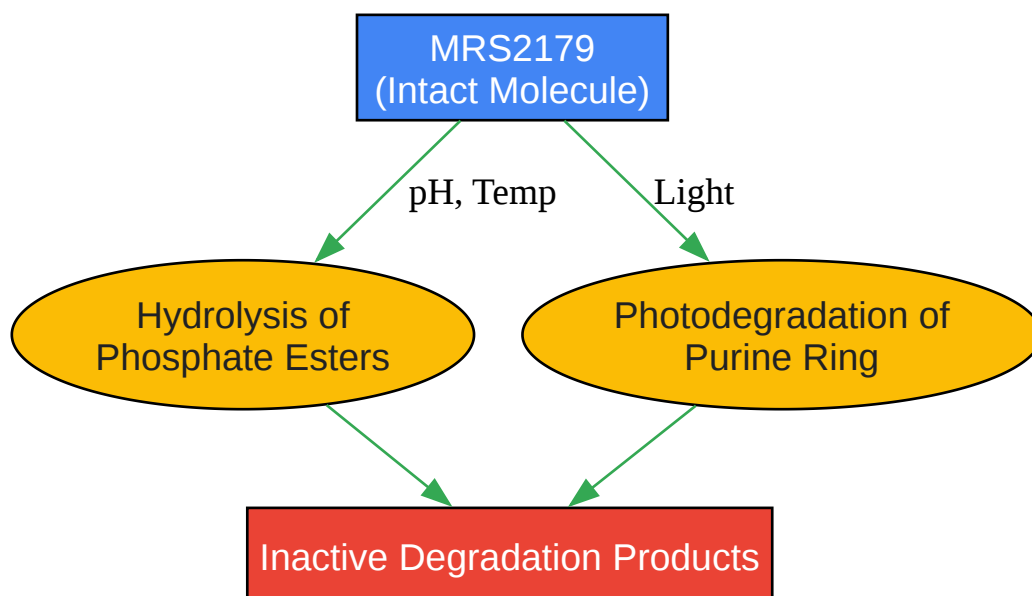 MRS2179
(Intact Molecule)
pH, Temp
Light
Hydrolysis of
Phosphate Esters
Photodegradation of
Purine Ring
Inactive Degradation Products